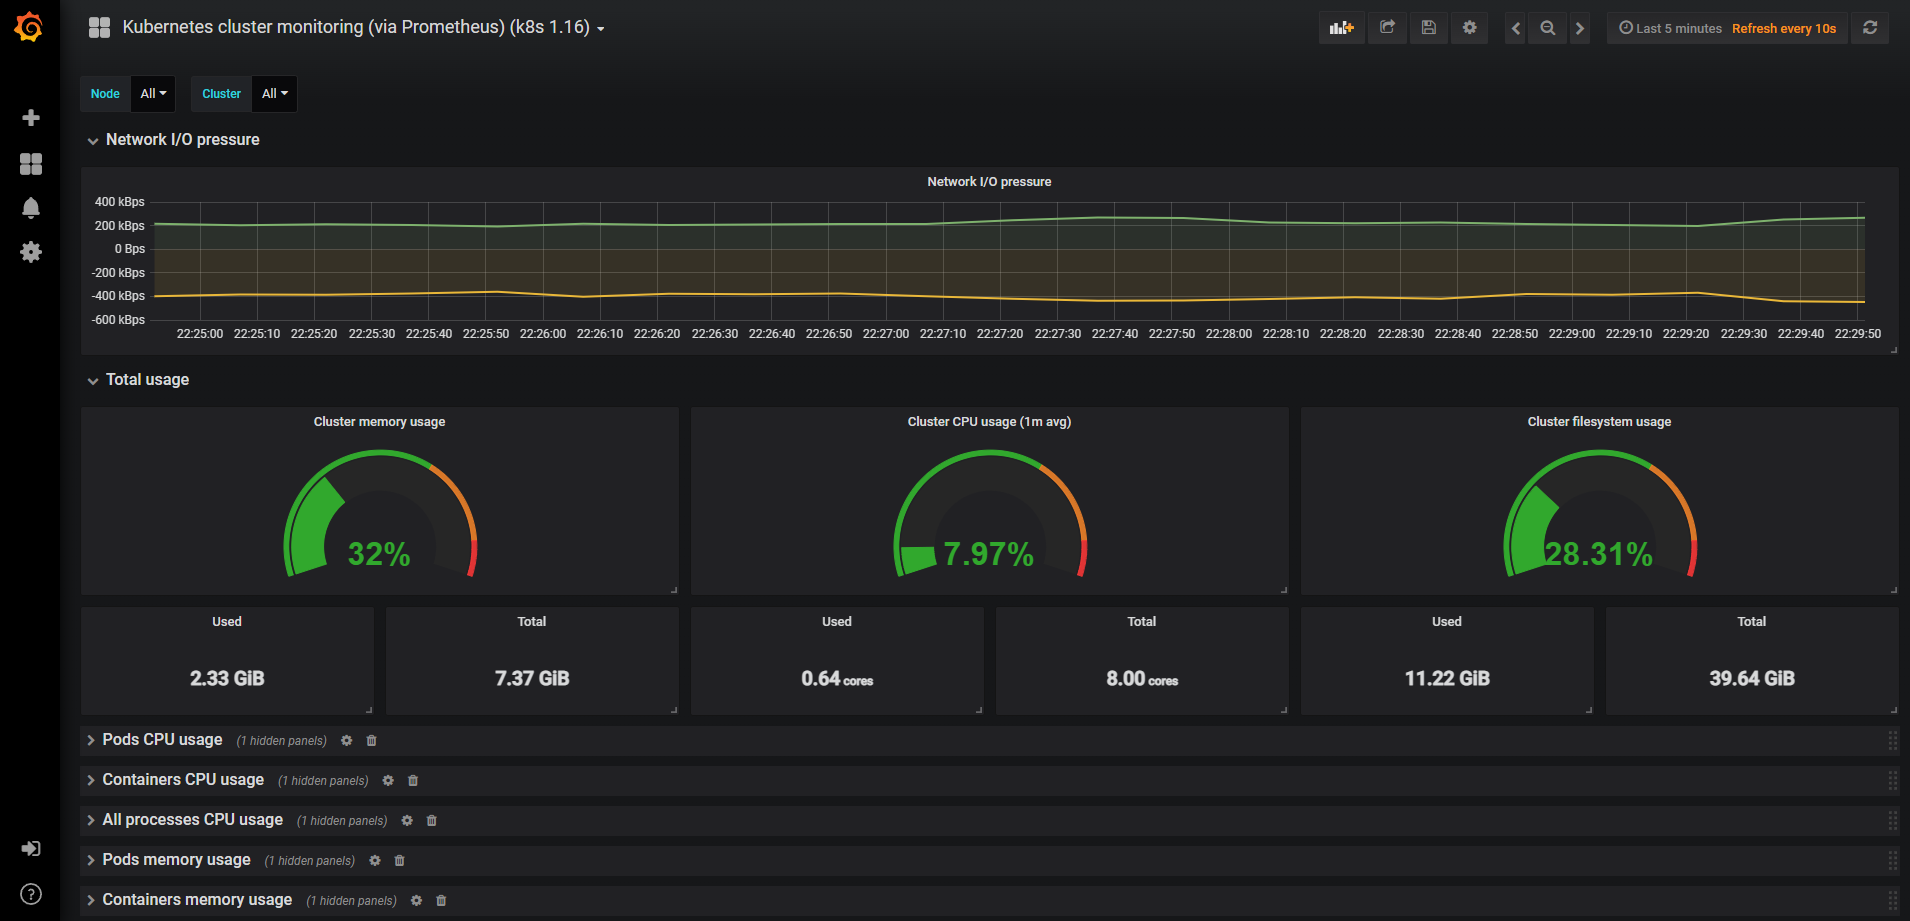 Kubernetes cluster monitoring (via Prometheus) (k8s 1.16)
Last 5 minutes Refresh every 10s
Node All Cluster All
Network I/O pressure
Network I/O pressure
400 kBps
200 kBps
0 Bps
-200 kBps
-400 kBps
-600 kBps
22:25:00 22:25:10 22:25:20 22:25:30 22:25:40 22:25:50 22:26:00 22:26:10 22:26:20 22:26:30 22:26:40 22:26:50 22:27:00 22:27:10 22:27:20 22:27:30 22:27:40 22:27:50 22:28:00 22:28:10 22:28:20 22:28:30 22:28:40 22:28:50 22:29:00 22:29:10 22:29:20 22:29:30 22:29:40 22:29:50
Total usage
Cluster memory usage Cluster CPU usage (1m avg) Cluster filesystem usage
32% 7.97% 28.31%
Used Total Used Total Used Total
2.33 GiB 7.37 GiB 0.64 cores 8.00 cores 11.22 GiB 39.64 GiB
Pods CPU usage (1 hidden panels)
Containers CPU usage (1 hidden panels)
All processes CPU usage (1 hidden panels)
Pods memory usage (1 hidden panels)
Containers memory usage (1 hidden panels)